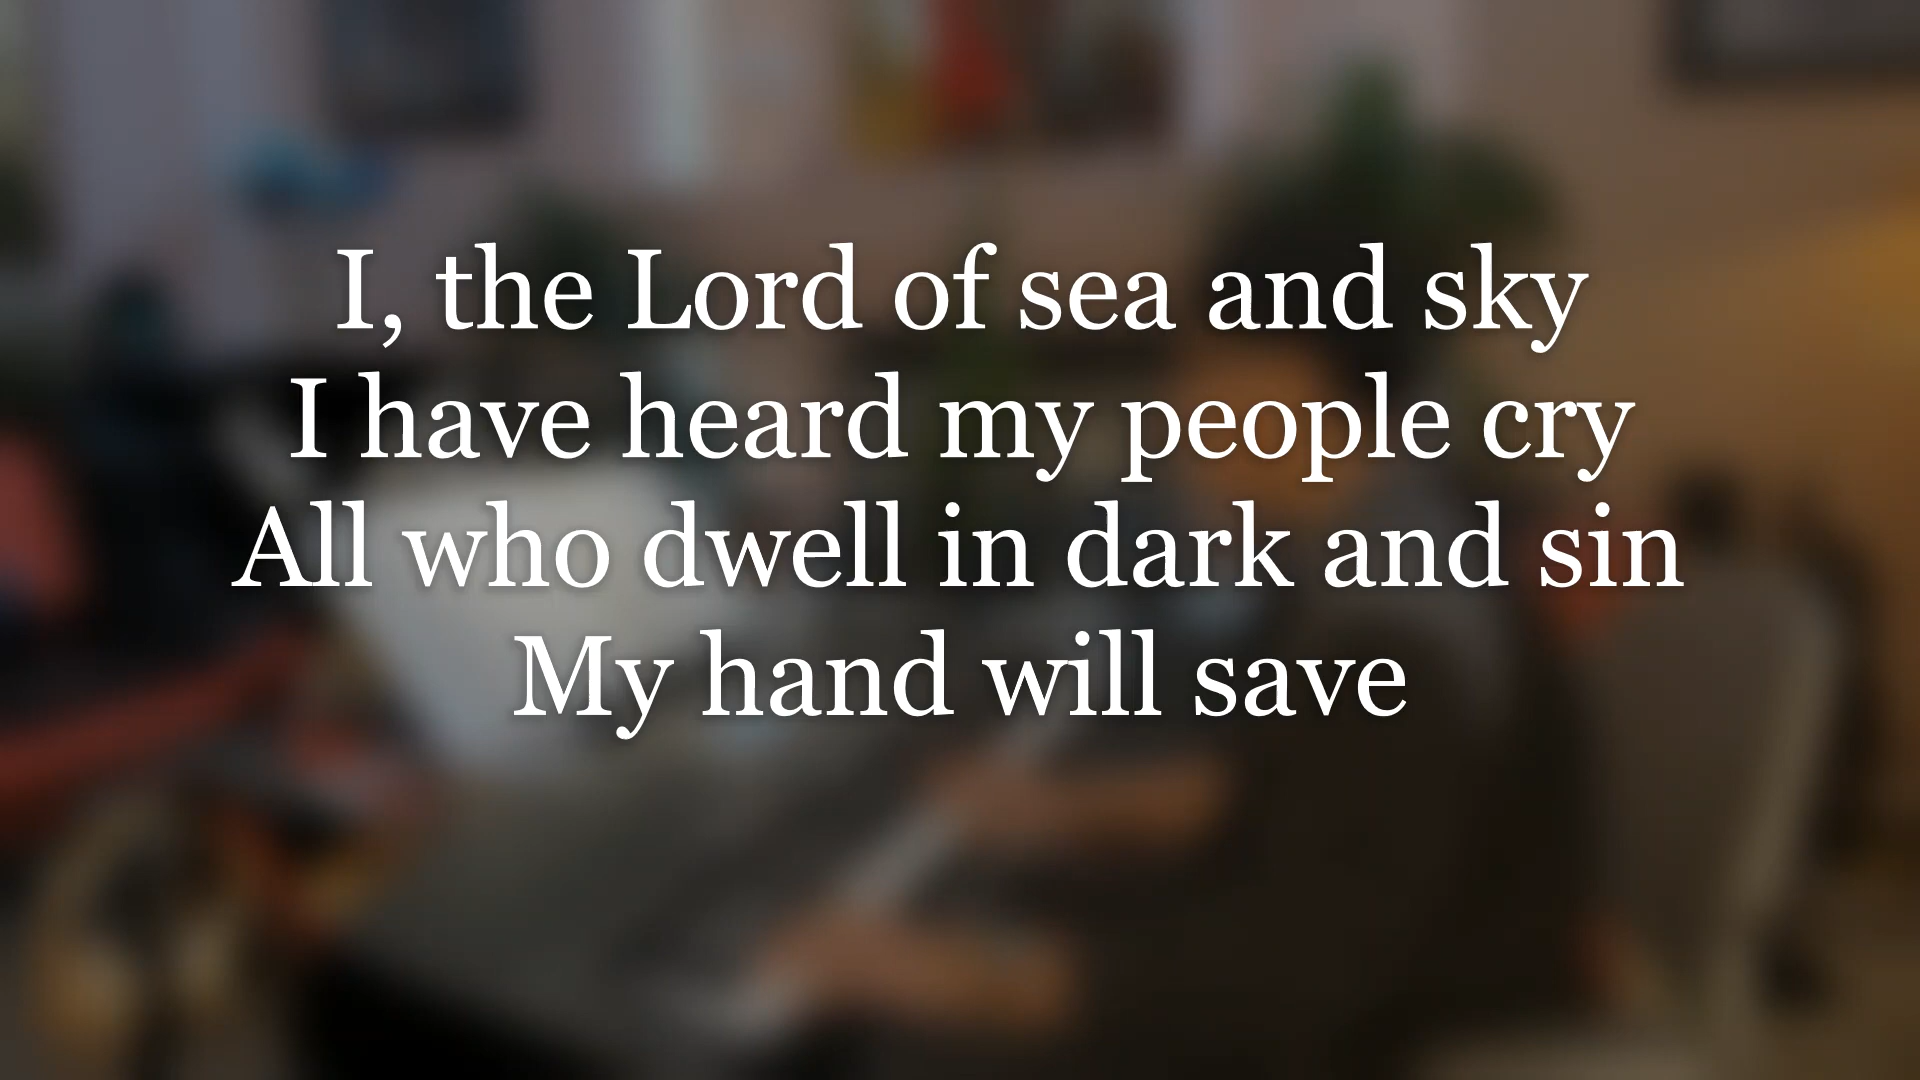 I, the Lord of sea and sky
I have heard my people cry
All who dwell in dark and sin
My hand will save